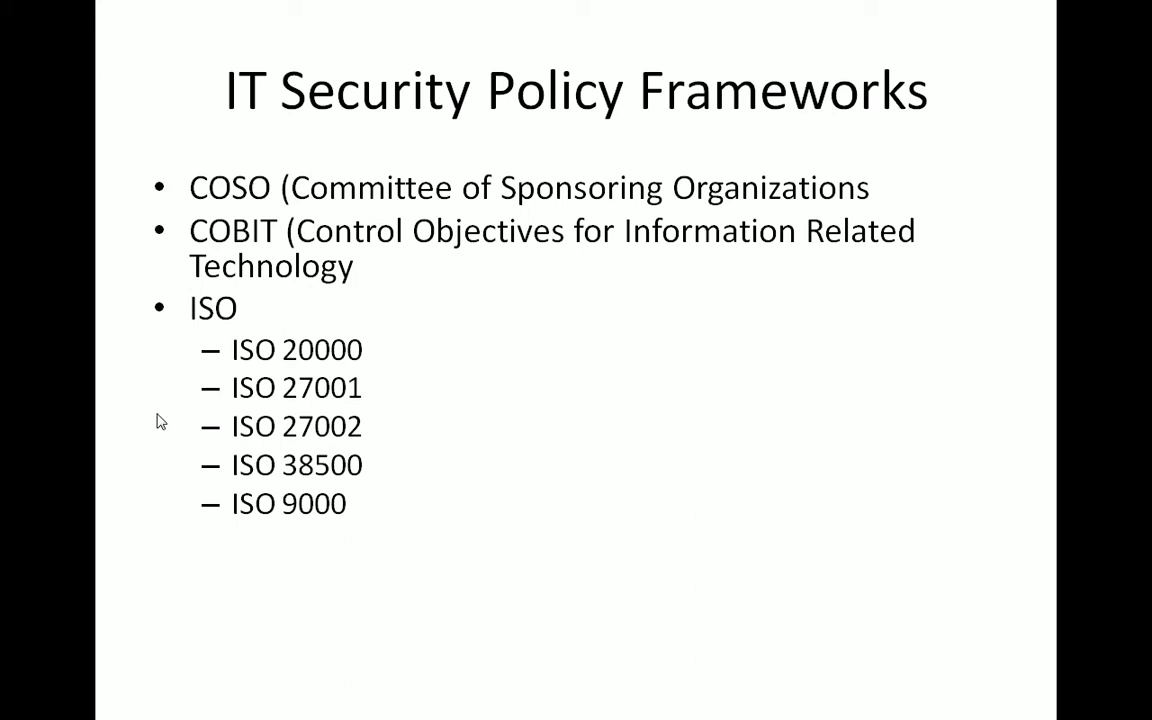 IT Security Policy Frameworks
• COSO (Committee of Sponsoring Organizations
• COBIT (Control Objectives for Information Related
Technology
• ISO
– ISO 20000
– ISO 27001
– ISO 27002
– ISO 38500
– ISO 9000